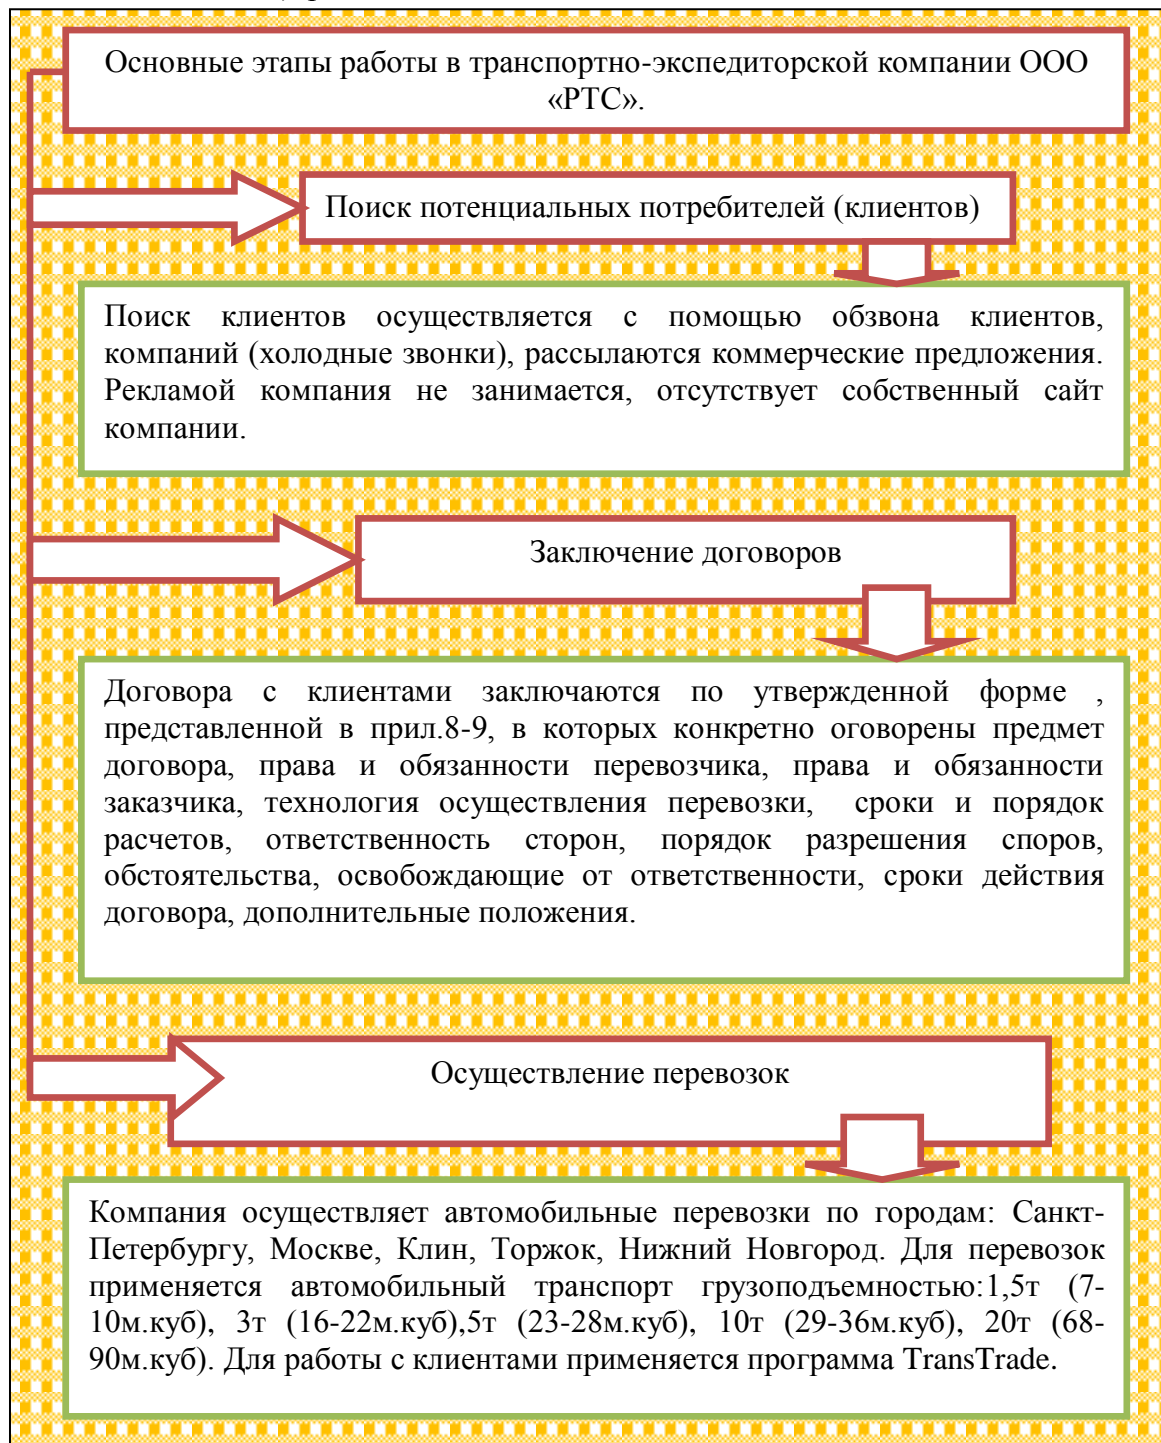 Основные этапы работы в транспортно-экспедиторской компании ООО
«РТС».
Поиск потенциальных потребителей (клиентов)
Поиск клиентов осуществляется с помощью обзвона клиентов,
компаний (холодные звонки), рассылаются коммерческие предложения.
Рекламой компания не занимается, отсутствует собственный сайт
компании.
Заключение договоров
Договора с клиентами заключаются по утвержденной форме ,
представленной в прил.8-9, в которых конкретно оговорены предмет
договора, права и обязанности перевозчика, права и обязанности
заказчика, технология осуществления перевозки, сроки и порядок
расчетов, ответственность сторон, порядок разрешения споров,
обстоятельства, освобождающие от ответственности, сроки действия
договора, дополнительные положения.
Осуществление перевозок
Компания осуществляет автомобильные перевозки по городам: Санкт-
Петербургу, Москве, Клин, Торжок, Нижний Новгород. Для перевозок
применяется автомобильный транспорт грузоподъемностью:1,5т (7-
10м.куб), 3т (16-22м.куб),5т (23-28м.куб), 10т (29-36м.куб), 20т (68-
90м.куб). Для работы с клиентами применяется программа TransTrade.